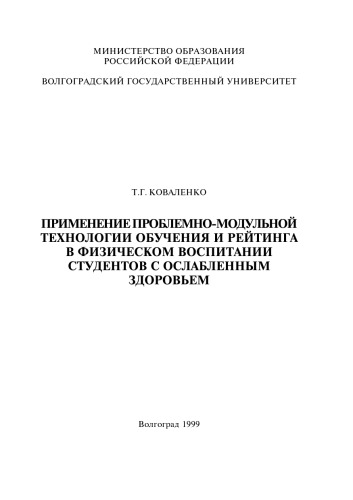 МИНИСТЕРСТВО ОБРАЗОВАНИЯ
РОССИЙСКОЙ ФЕДЕРАЦИИ
ВОЛГОГРАДСКИЙ ГОСУДАРСТВЕННЫЙ УНИВЕРСИТЕТ
Т.Г. КОВАЛЕНКО
ПРИМЕНЕНИЕ ПРОБЛЕМНО-МОДУЛЬНОЙ
ТЕХНОЛОГИИ ОБУЧЕНИЯ И РЕЙТИНГА
В ФИЗИЧЕСКОМ ВОСПИТАНИИ
СТУДЕНТОВ С ОСЛАБЛЕННЫМ
ЗДОРОВЬЕМ
Волгоград 1999